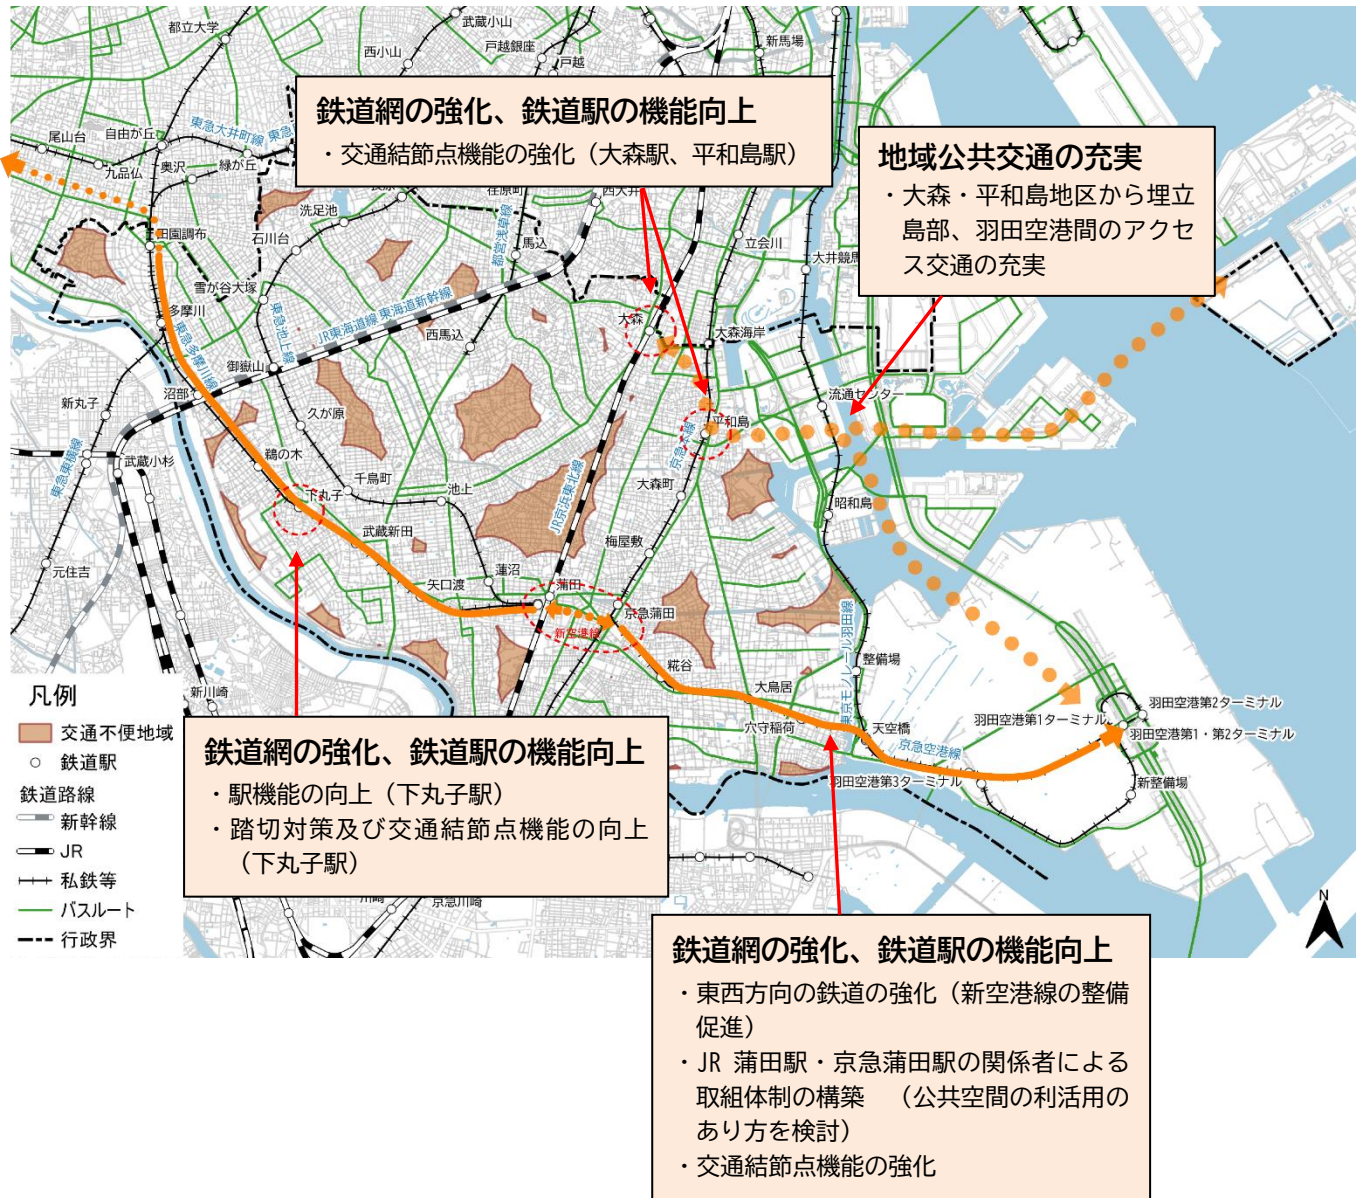 都立大学
武蔵小山
西小山
戸越銀座
戸越
新馬場
鉄道網の強化、鉄道駅の機能向上
・交通結節点機能の強化（大森駅、平和島駅）
地域公共交通の充実
・大森・平和島地区から埋立
島部、羽田空港間のアクセ
ス交通の充実
尾山台
自由が丘
東急大井町線
九品仏
奥沢
緑が丘
荏原町
西大井
洗足池
都営浅草線
田園調布
石川台
馬込
立会川
大井競馬
雪が谷大塚
多摩川
東急多摩川線
東急池上線
JR東海道線 東海道新幹線
西馬込
大森
大森海岸
御嶽山
沼部
新丸子
久が原
流通センター
平和島
京急本線
武蔵小杉
東急東横線
鵜の木
千鳥町
下丸子
池上
JR京浜東北線
大森町
昭和島
武蔵新田
梅屋敷
元住吉
矢口渡
蓮沼
蒲田
京急蒲田
新空港線
糀谷
東京モノレール羽田線
整備場
大鳥居
穴守稲荷
天空橋
京急空港線
羽田空港第1ターミナル
羽田空港第2ターミナル
羽田空港第1・第2ターミナル
羽田空港第3ターミナル
新整備場
新川崎
凡例
交通不便地域
鉄道駅
鉄道路線
新幹線
JR
私鉄等
バスルート
行政界
鉄道網の強化、鉄道駅の機能向上
・駅機能の向上（下丸子駅）
・踏切対策及び交通結節点機能の向上
（下丸子駅）
川崎
京急川崎
N
鉄道網の強化、鉄道駅の機能向上
・東西方向の鉄道の強化（新空港線の整備
促進）
・JR 蒲田駅・京急蒲田駅の関係者による
取組体制の構築　（公共空間の利活用の
あり方を検討）
・交通結節点機能の強化